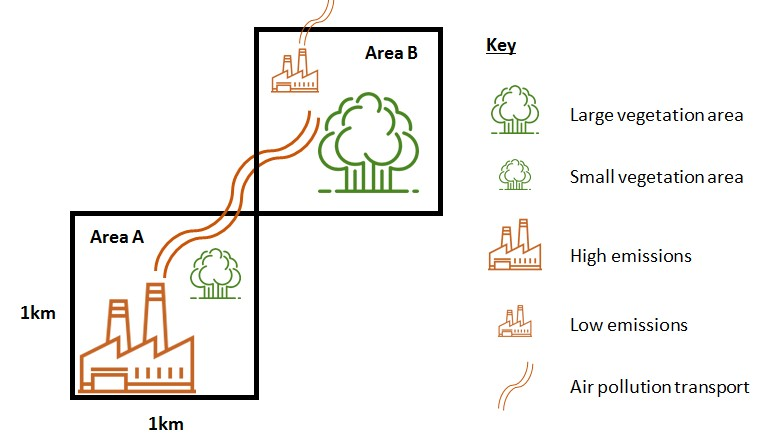 Area B
Area A
1km
1km
Key
Large vegetation area
Small vegetation area
High emissions
Low emissions
Air pollution transport